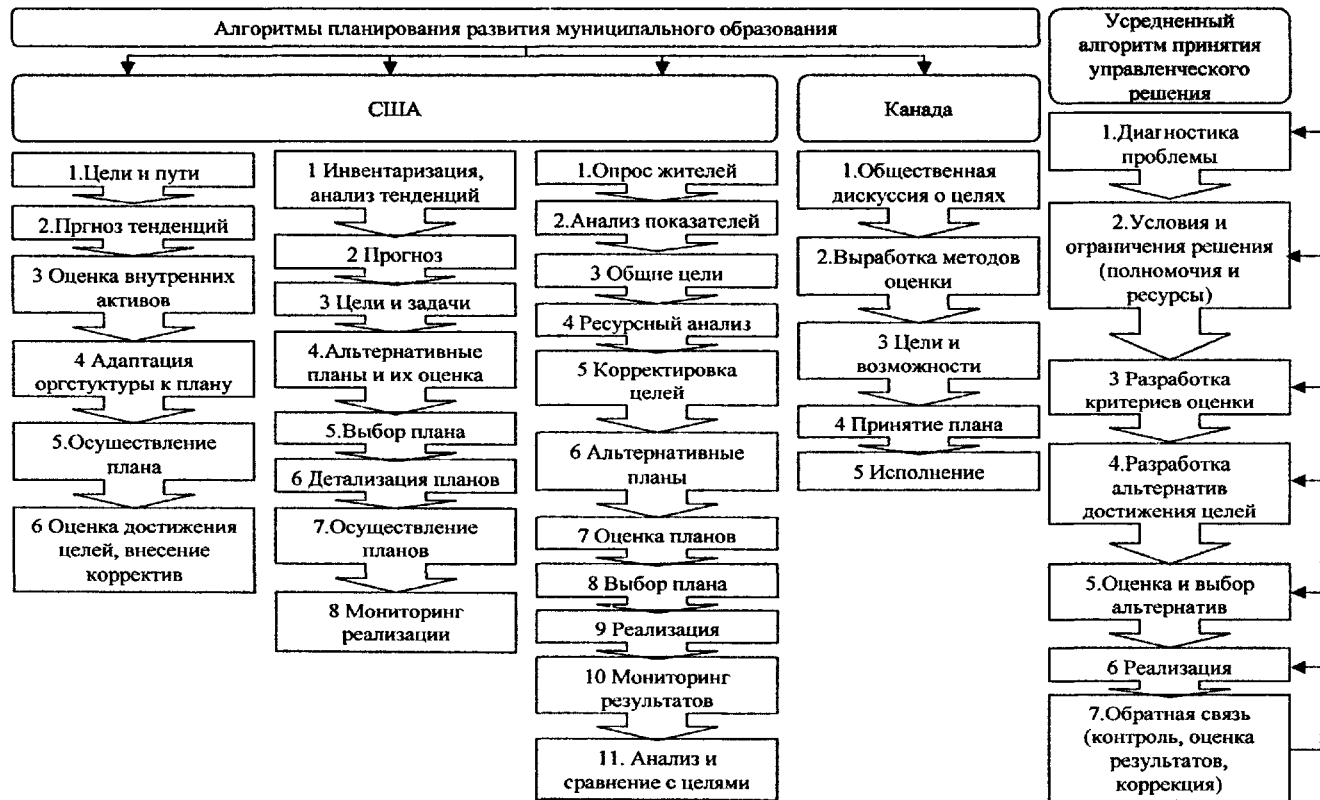 Алгоритмы планирования развития муниципального образования
США
1.Цели и пути
2.Пргноз тенденций
3 Оценка внутренних
активов
4 Адаптация
оргстуктуры к плану
5.Осуществление
плана
6 Оценка достижения
целей, внесение
корректив
1 Инвентаризация,
анализ тенденций
2 Прогноз
3 Цели и задачи
4.Альтернативные
планы и их оценка
5.Выбор плана
6 Детализация планов
7.Осуществление
планов
8 Мониторинг
реализации
1.Опрос жителей
2.Анализ показателей
3 Общие цели
4 Ресурсный анализ
5 Корректировка
целей
6 Альтернативные
планы
7 Оценка планов
8 Выбор плана
9 Реализация
10 Мониторинг
результатов
11. Анализ и
сравнение с целями
Канада
1.Общественная
дискуссия о целях
2.Выработка методов
оценки
3 Цели и
возможности
4 Принятие плана
5 Исполнение
Усредненный
алгоритм принятия
управленческого
решения
1.Диагностика
проблемы
2.Условия и
ограничения решения
(полномочия и
ресурсы)
3 Разработка
критериев оценки
4.Разработка
альтернатив
достижения целей
5.Оценка и выбор
альтернатив
6 Реализация
7.Обратная связь
(контроль, оценка
результатов,
коррекция)